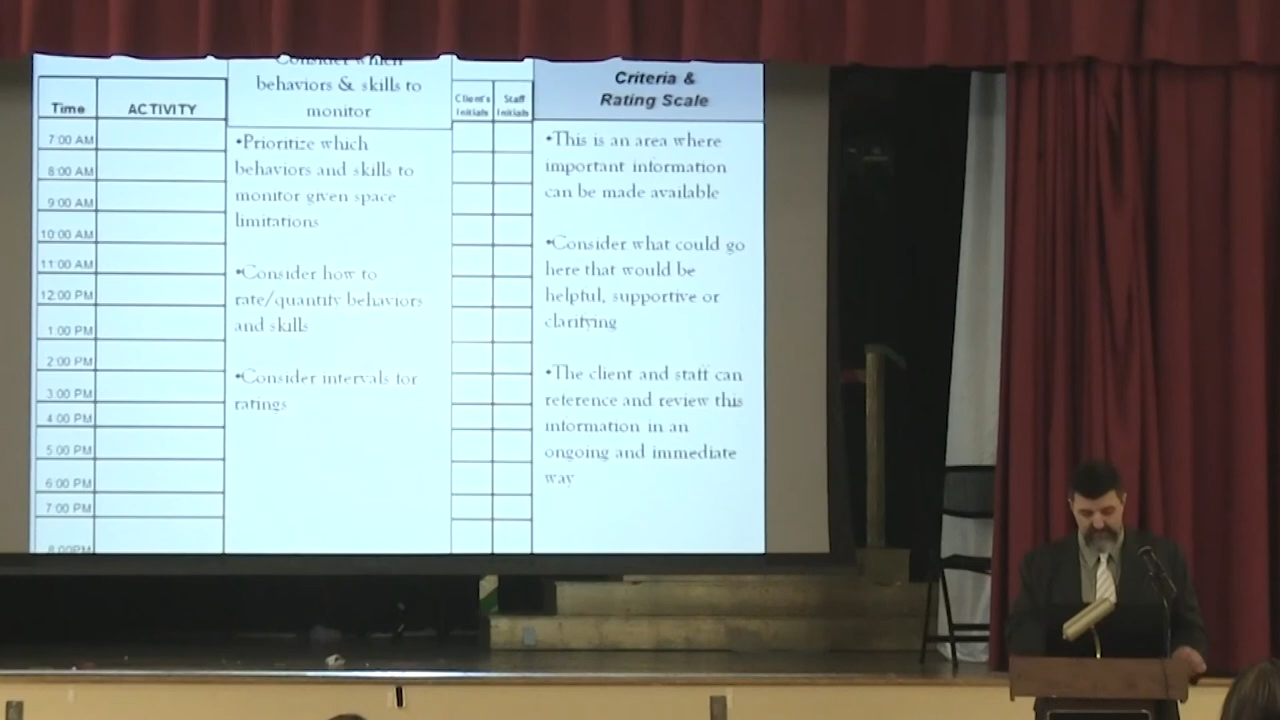 Time
ACTIVITY
7:00 AM
8:00 AM
9:00 AM
10:00 AM
11:00 AM
12:00 PM
1:00 PM
2:00 PM
3:00 PM
4:00 PM
5:00 PM
6:00 PM
7:00 PM
8:00PM
Consider which
behaviors & skills to
monitor
•Prioritize which
behaviors and skills to
monitor given space
limitations
•Consider how to
rate/quantify behaviors
and skills
•Consider intervals for
ratings
Client's
Initials
Staff
Initials
Criteria &
Rating Scale
•This is an area where
important information
can be made available
•Consider what could go
here that would be
helpful, supportive or
clarifying
•The client and staff can
reference and review this
information in an
ongoing and immediate
way